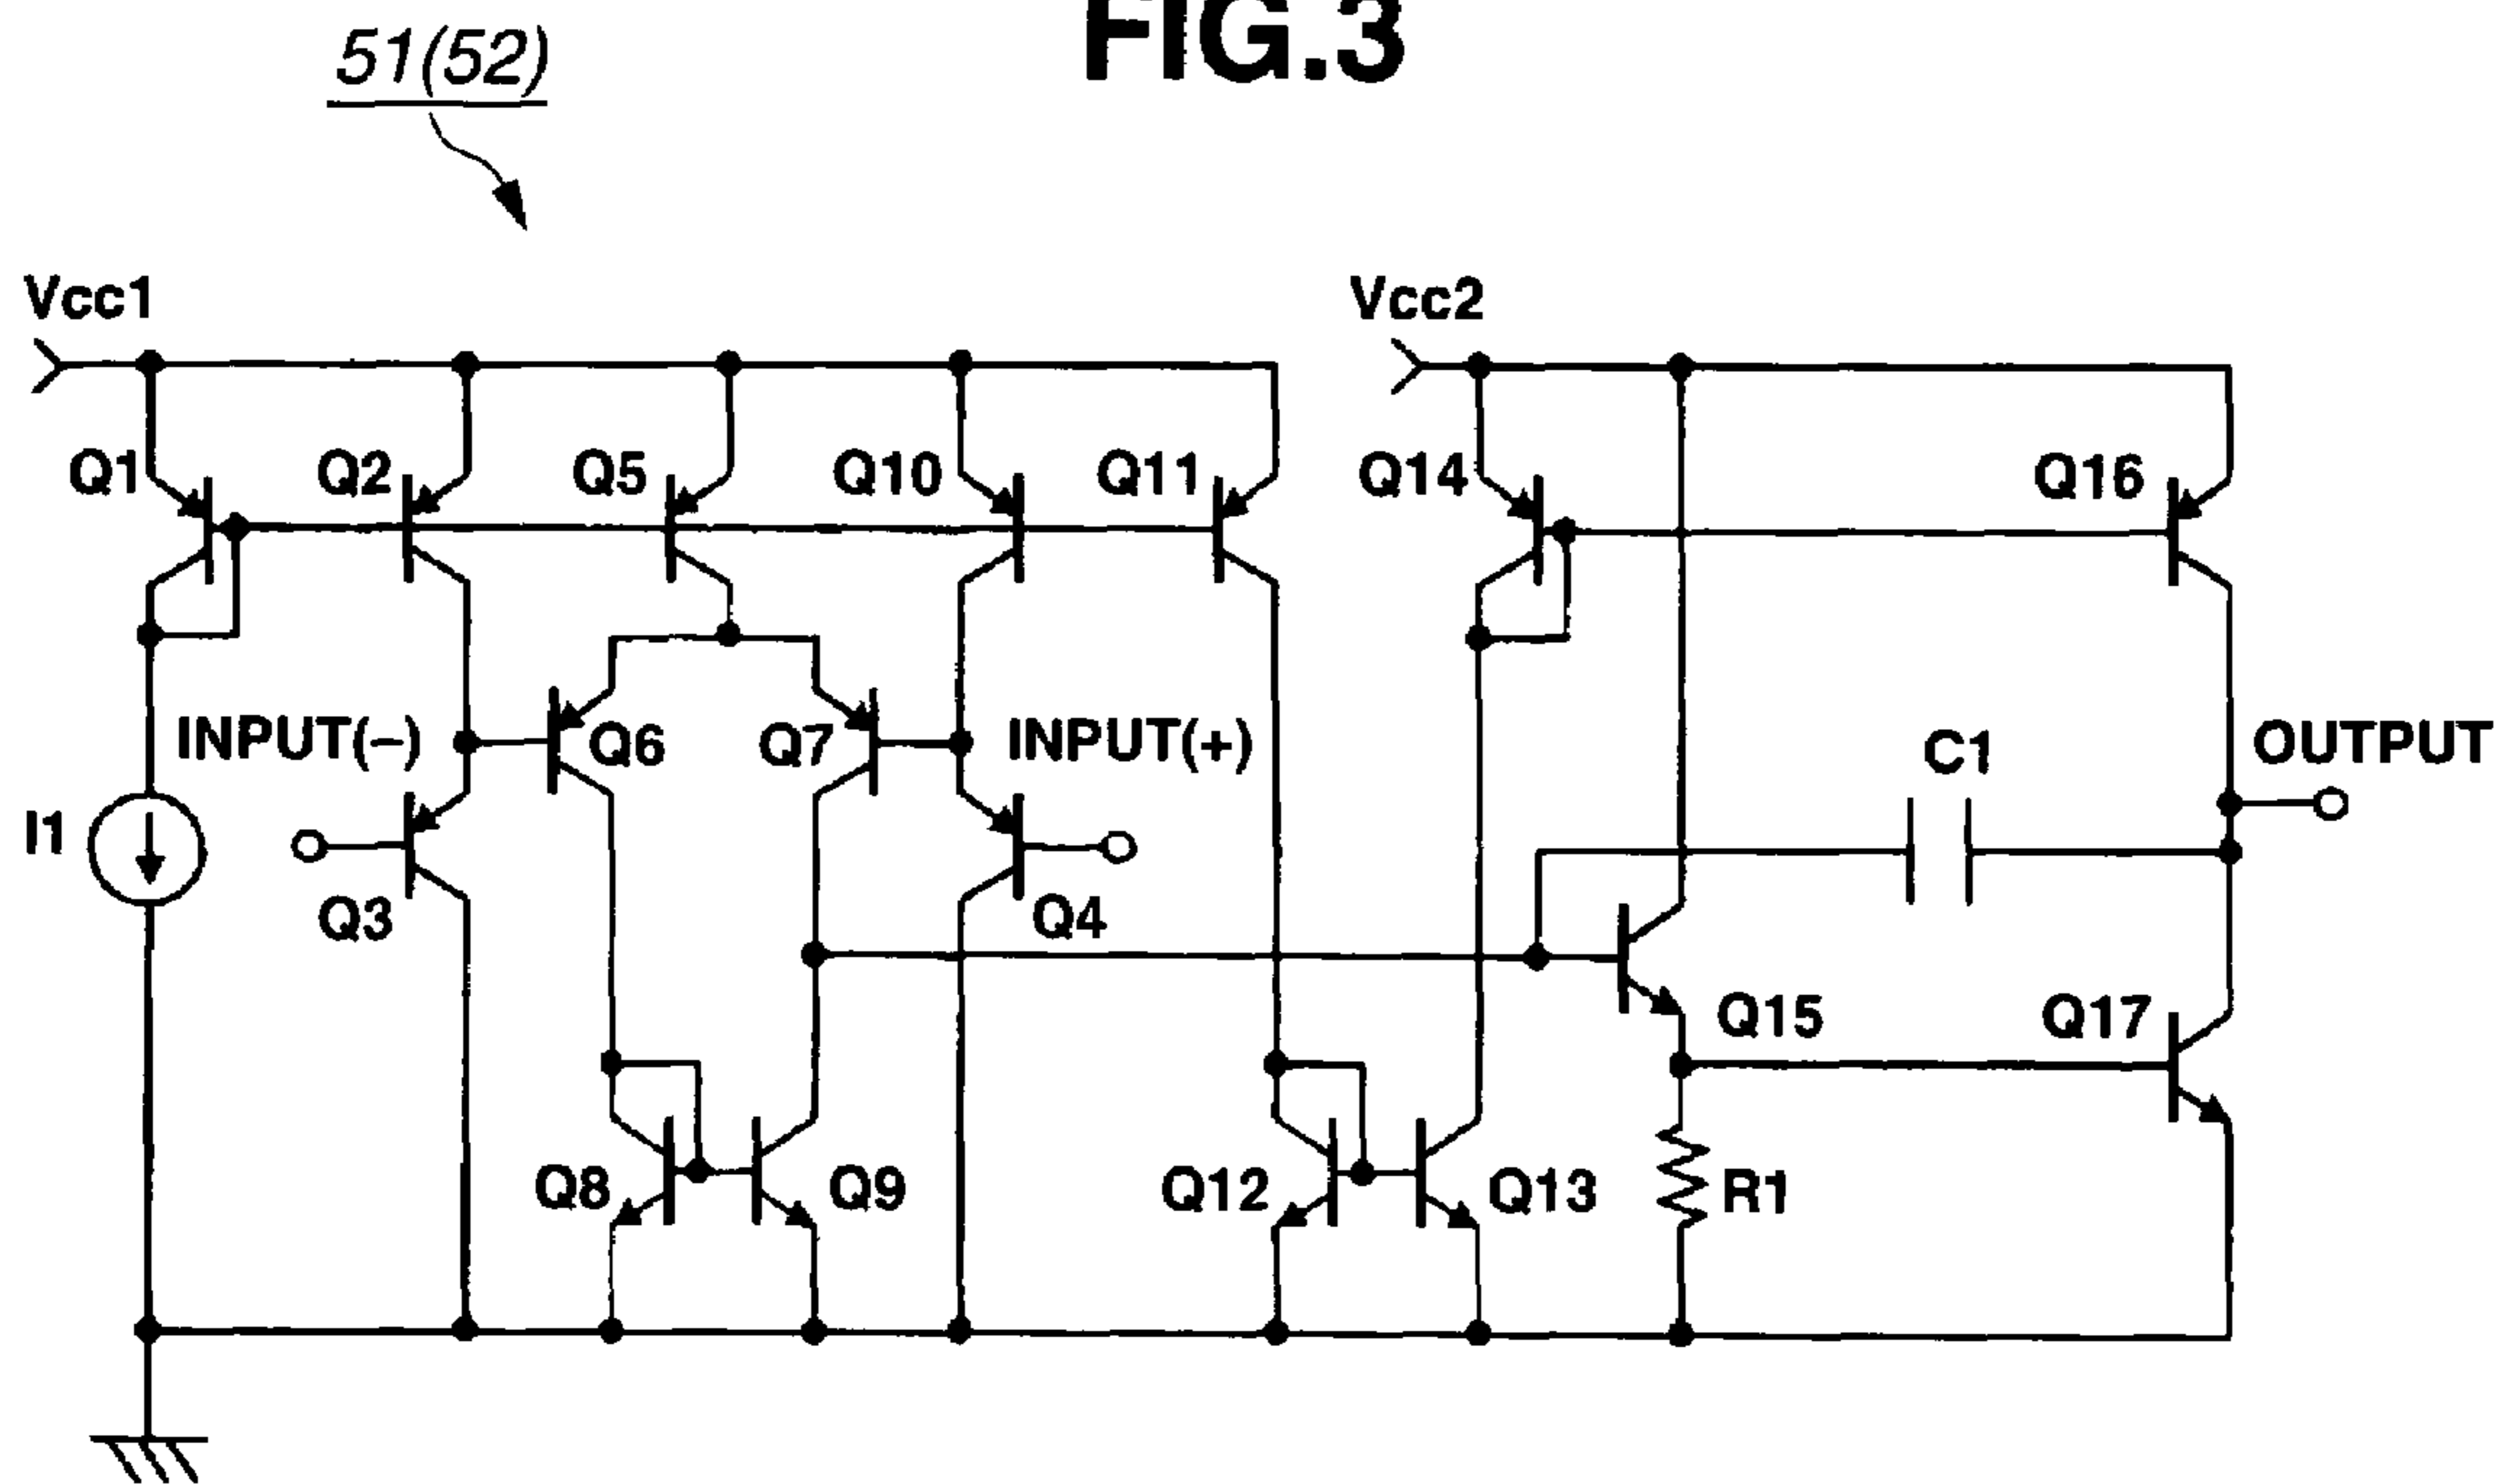 FIG.3
51(52)
Vcc1
Vcc2
Q1
Q2
Q5
Q10
Q11
Q14
Q16
INPUT(−)
Q6
Q7
INPUT(+)
C1
OUTPUT
I1
Q3
Q4
Q15
Q17
Q8
Q9
Q12
Q13
R1